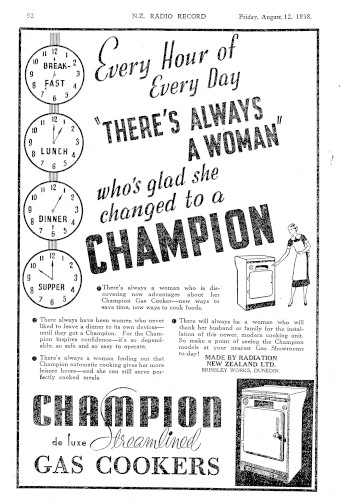 52
N.Z. RADIO RECORD
Friday, August 12, 1938.
BREAK-
FAST
LUNCH
DINNER
SUPPER
Every Hour of
Every Day
"THERE'S ALWAYS
A WOMAN"
who's glad she
changed to a
CHAMPION
There's always a woman who is dis-
covering new advantages about her
Champion Gas Cooker—new ways to
save time, new ways to cook foods.
There always have been women who never
liked to leave a dinner to its own devices—
until they got a Champion. For the Cham-
pion inspires confidence—it's so depend-
able, so safe and so easy to operate.
There's always a woman finding out that
Champion automatic cooking gives her more
leisure hours—and she can still serve per-
fectly cooked meals.
There will always be a woman who will
thank her husband or family for the instal-
lation of this newer, modern cooking unit.
So make a point of seeing the Champion
models at your nearest Gas Showrooms
to-day!
MADE BY RADIATION
NEW ZEALAND LTD.
BRINSLEY WORKS, DUNEDIN.
CHAMPION
de luxe Streamlined
GAS COOKERS